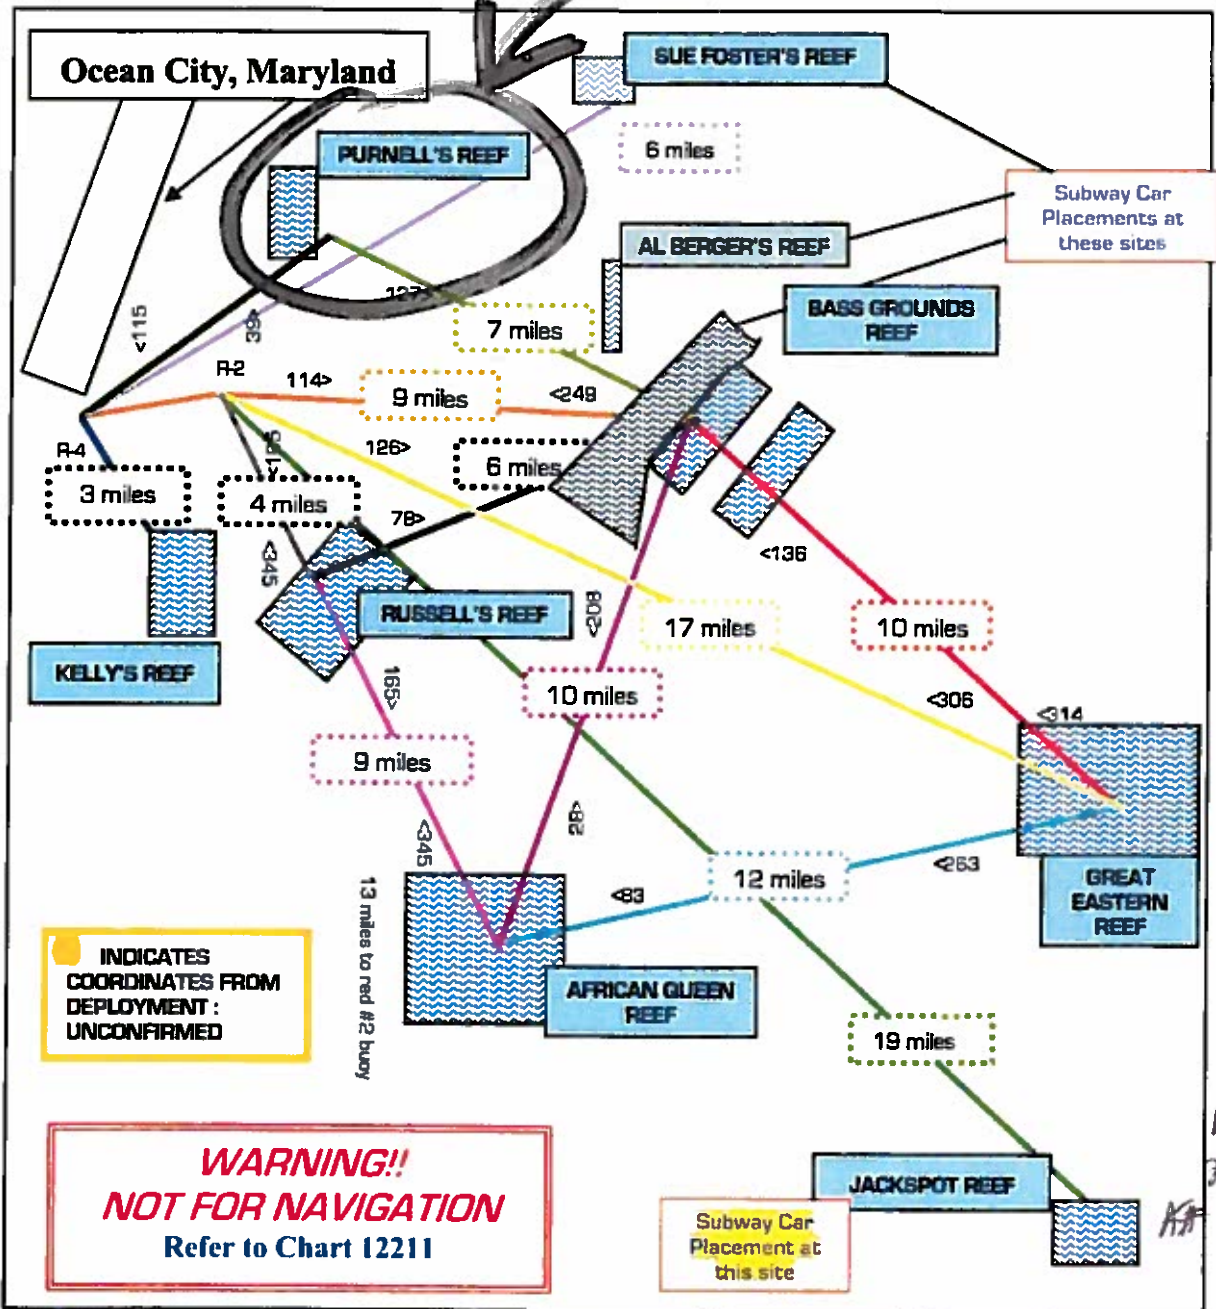 Ocean City, Maryland
SUE FOSTER'S REEF
PURNELL'S REEF
6 miles
Subway Car
Placements at
these sites
AL BERGER'S REEF
BASS GROUNDS
REEF
<115
39>
127
7 miles
R-2
114>
9 miles
<249
R-4
126>
6 miles
3 miles
4 miles
78>
<345
<136
RUSSELL'S REEF
<208
17 miles
10 miles
KELLY'S REEF
165>
10 miles
<306
<314
9 miles
28>
<345
12 miles
<263
<83
GREAT
EASTERN
REEF
13 miles to red #2 buoy
INDICATES
COORDINATES FROM
DEPLOYMENT :
UNCONFIRMED
AFRICAN QUEEN
REEF
19 miles
WARNING!!
NOT FOR NAVIGATION
Refer to Chart 12211
JACKSPOT REEF
Subway Car
Placement at
this site